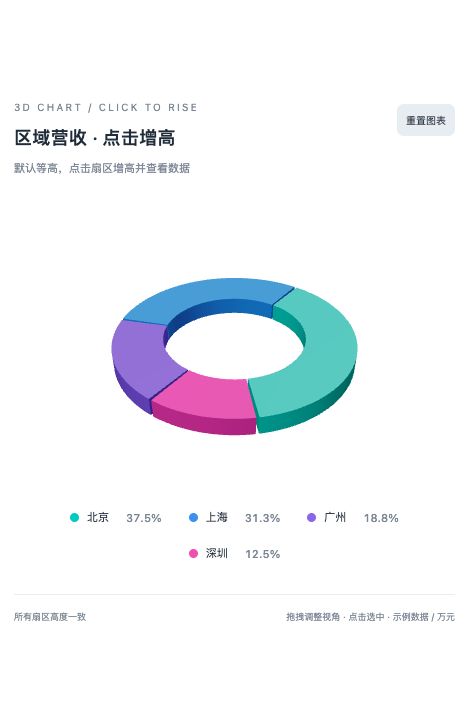 3D CHART / CLICK TO RISE
区域营收 · 点击增高
重置图表
默认等高，点击扇区增高并查看数据
北京 37.5% 上海 31.3% 广州 18.8%
深圳 12.5%
所有扇区高度一致 拖拽调整视角 · 点击选中 · 示例数据 / 万元